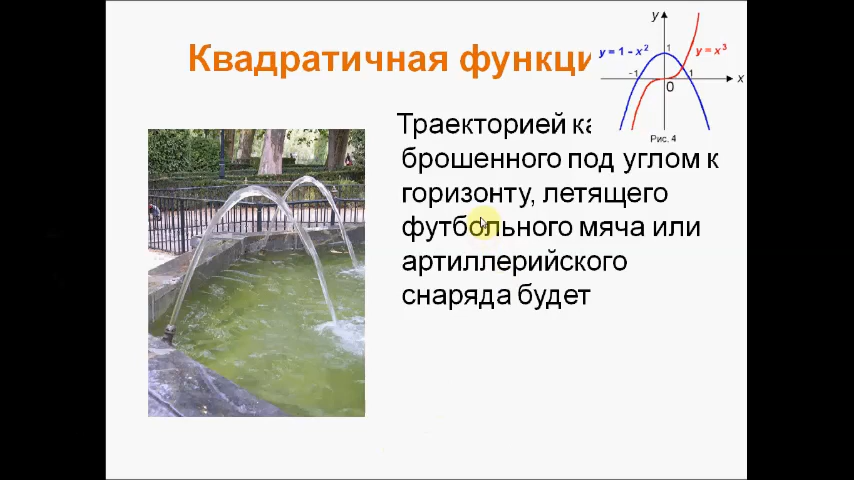 Квадратичная функци
Траекторией ка
брошенного под углом к
горизонту, летящего
футбольного мяча или
артиллерийского
снаряда будет
y
y = 1 - x²
1
y = x³
-1
1
x
0
Рис. 4